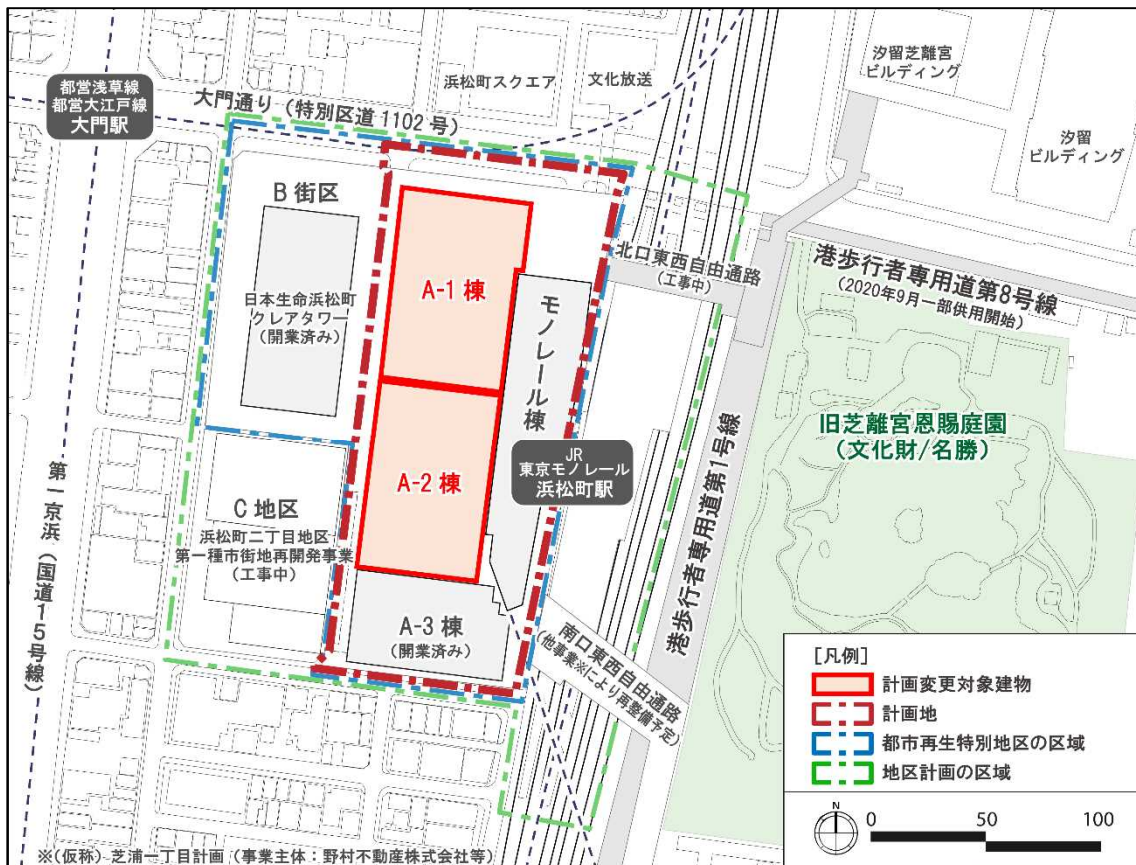 都営浅草線
都営大江戸線
大門駅
大門通り（特別区道1102号）
浜松町スクエア
文化放送
汐留芝離宮
ビルディング
汐留
ビルディング
B街区
日本生命浜松町
クレアタワー
（開業済み）
A-1 棟
モノレール棟
北口東西自由通路
（工事中）
港歩行者専用道第8号線
（2020年9月一部供用開始）
旧芝離宮恩賜庭園
（文化財/名勝）
JR
東京モノレール
浜松町駅
A-2 棟
港歩行者専用道第1号線
C 地区
浜松町二丁目地区
第一種市街地再開発事業
（工事中）
第一京浜（国道15号線）
A-3 棟
（開業済み）
南口東西自由通路
（他事業※により再整備予定）
[凡例]
計画変更対象建物
計画地
都市再生特別地区の区域
地区計画の区域
N
0 50 100
※(仮称) 芝浦一丁目計画（事業主体：野村不動産株式会社等）